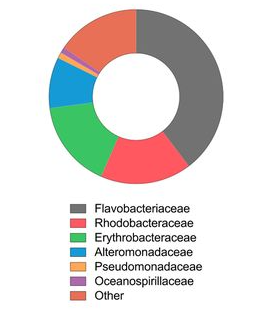 Flavobacteriaceae
Rhodobacteraceae
Erythrobacteraceae
Alteromonadaceae
Pseudomonadaceae
Oceanospirillaceae
Other